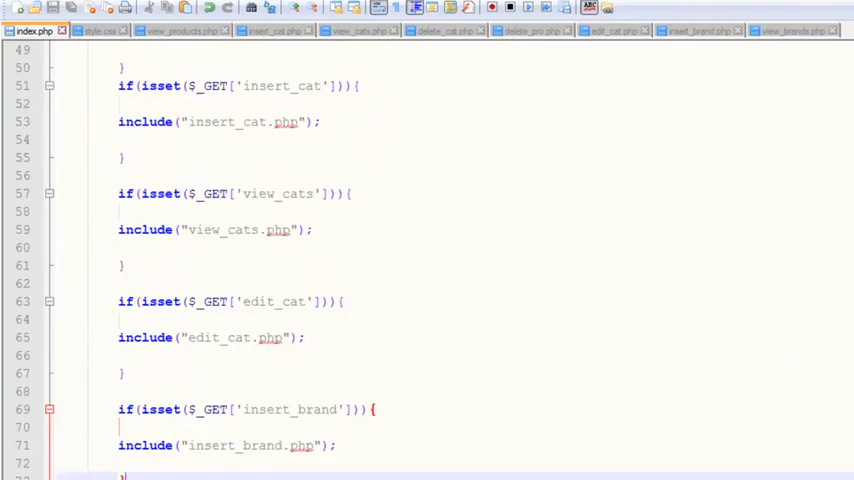 index.php style.css view_products.php insert_cat.php view_cats.php delete_cat.php delete_pro.php edit_cat.php insert_brand.php view_brands.php
49
50 }
51 if(isset($_GET['insert_cat'])){
52
53 include("insert_cat.php");
54
55 }
56
57 if(isset($_GET['view_cats'])){
58
59 include("view_cats.php");
60
61 }
62
63 if(isset($_GET['edit_cat'])){
64
65 include("edit_cat.php");
66
67 }
68
69 if(isset($_GET['insert_brand'])){
70
71 include("insert_brand.php");
72
73 }